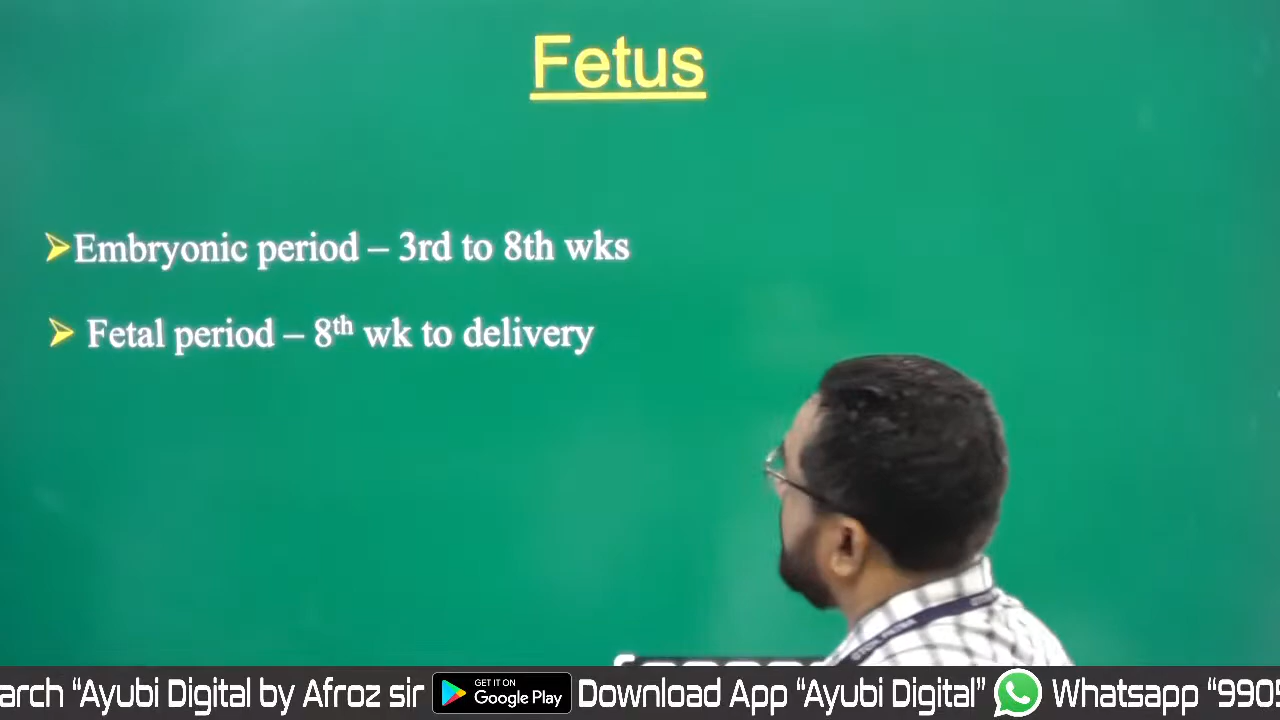 Fetus
➢Embryonic period – 3rd to 8th wks
➢ Fetal period – 8th wk to delivery
arch “Ayubi Digital by Afroz sir GET IT ON Google Play Download App “Ayubi Digital” Whatsapp “9905